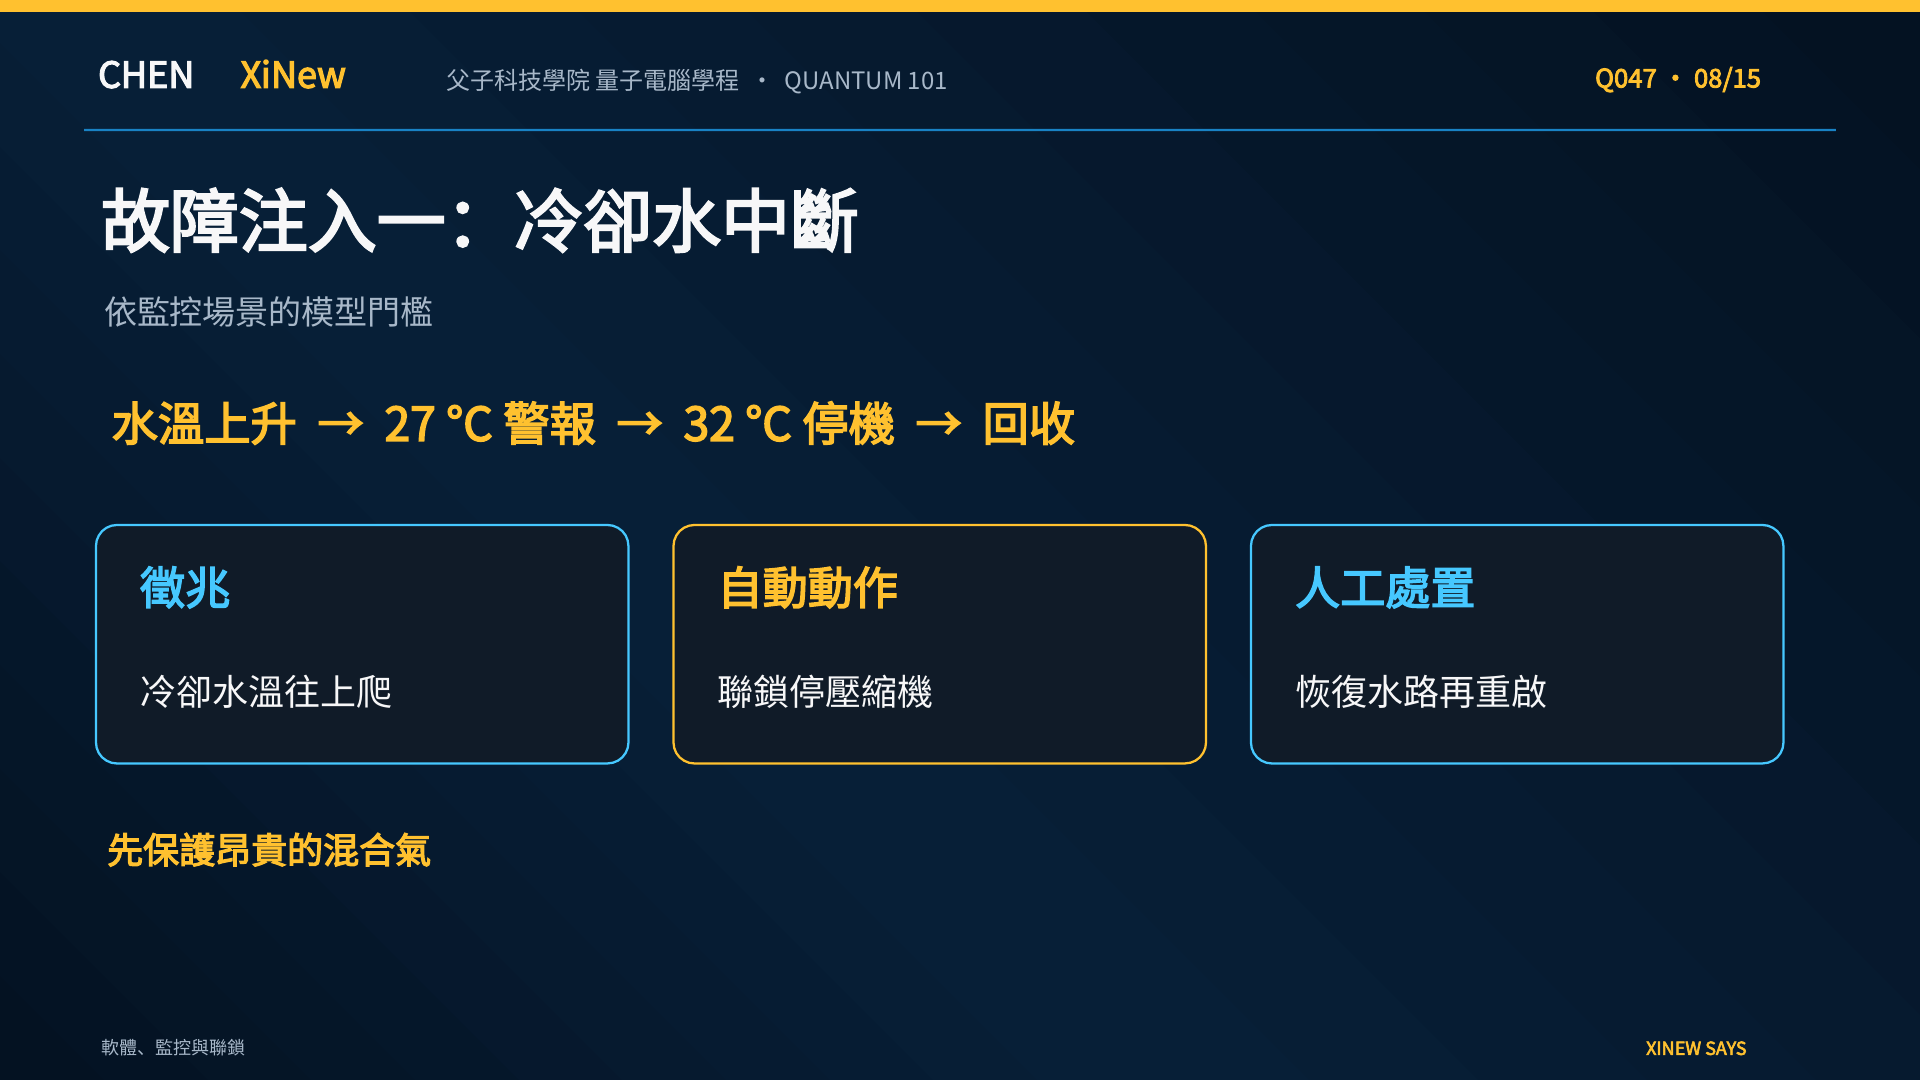 CHEN XiNew 父子科技學院 量子電腦學程 · QUANTUM 101 Q047 · 08/15
故障注入一：冷卻水中斷
依監控場景的模型門檻
水溫上升 → 27 °C 警報 → 32 °C 停機 → 回收
徵兆
冷卻水溫往上爬
自動動作
聯鎖停壓縮機
人工處置
恢復水路再重啟
先保護昂貴的混合氣
軟體、監控與聯鎖
XINEW SAYS